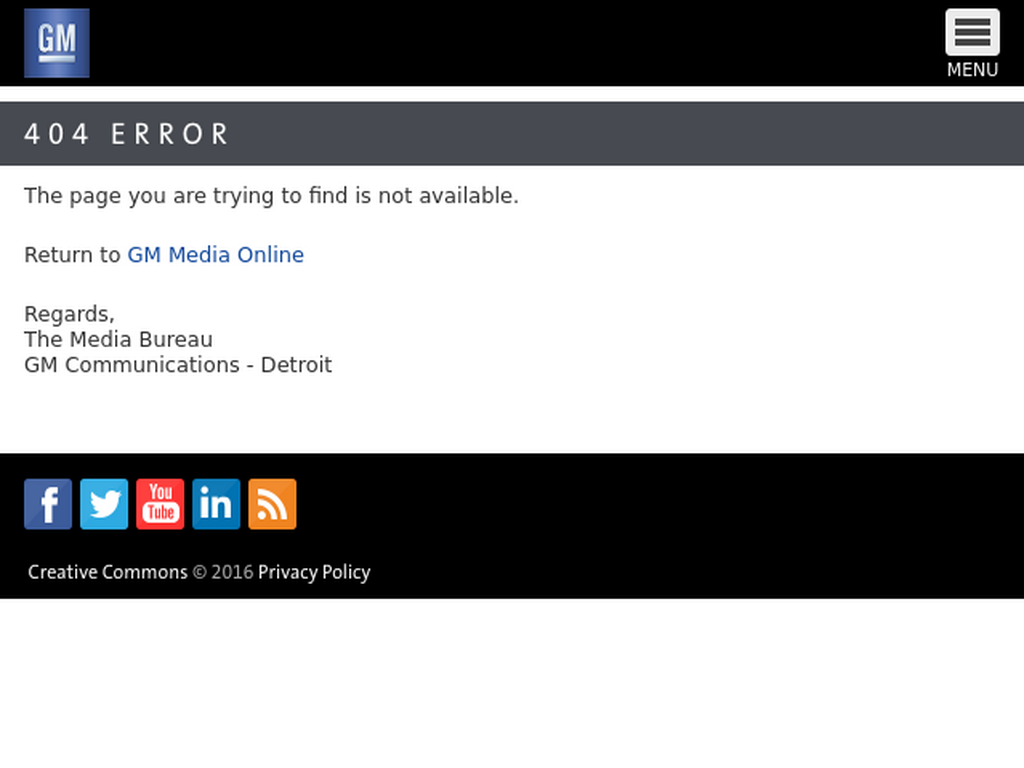 GM
MENU
404 ERROR
The page you are trying to find is not available.
Return to GM Media Online
Regards,
The Media Bureau
GM Communications - Detroit
f You Tube in
Creative Commons © 2016 Privacy Policy